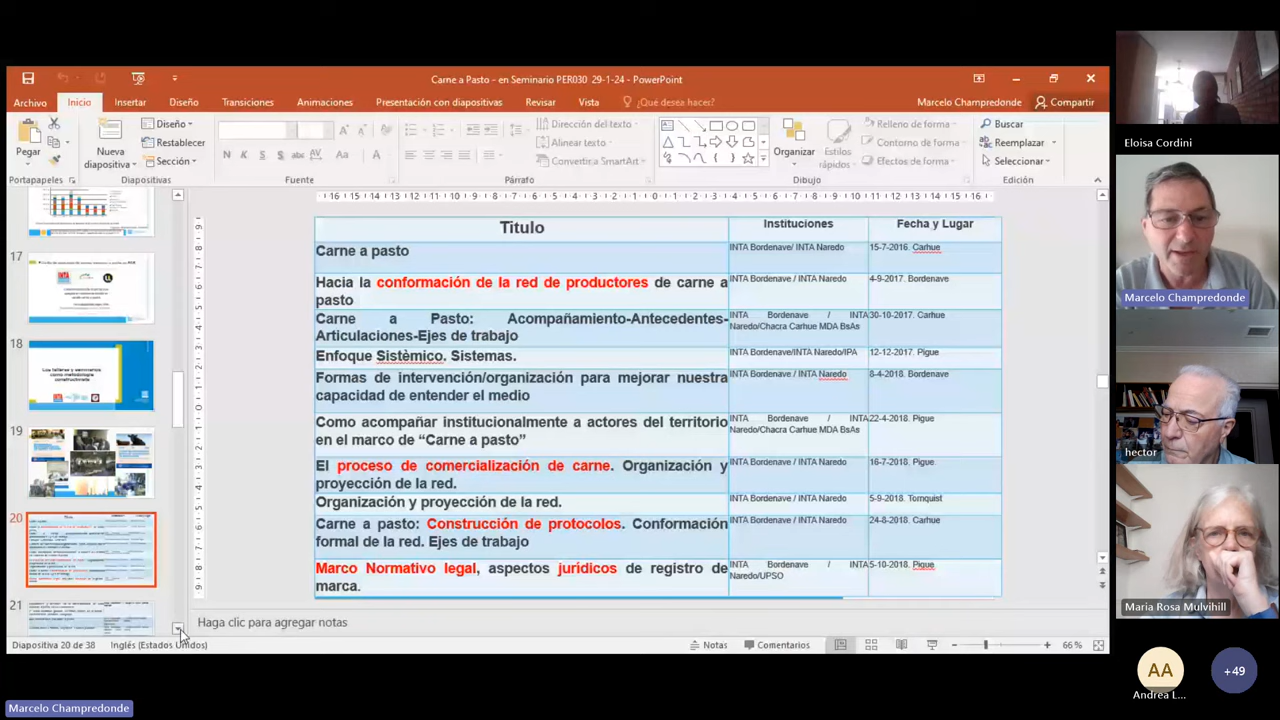 Carne a Pasto - en Seminario PER030 29-1-24 - PowerPoint
Archivo
Inicio
Insertar
Diseño
Transiciones
Animaciones
Presentación con diapositivas
Revisar
Vista
¿Qué desea hacer?
Marcelo Champredonde
Compartir
Pegar
Nueva
diapositiva
Diseño
Restablecer
Sección
Dirección del texto
Alinear texto
Convertir a SmartArt
Organizar
Estilos
rápidos
Relleno de forma
Contorno de forma
Efectos de forma
Buscar
Reemplazar
Seleccionar
Portapapeles
Diapositivas
Fuente
Párrafo
Dibujo
Edición
17
18
Los talleres y seminarios
como metodología
constructivista
19
20
21
Titulo
Instituciones
Fecha y Lugar
Carne a pasto
INTA Bordenave/ INTA Naredo
15-7-2016. Carhue
Hacia la conformación de la red de productores de carne a
pasto
INTA Bordenave / INTA Naredo
4-9-2017. Bordenave
Carne a Pasto: Acompañamiento-Antecedentes-
Articulaciones-Ejes de trabajo
INTA Bordenave / INTA
Naredo/Chacra Carhue MDA BsAs
30-10-2017. Carhue
Enfoque Sistèmico. Sistemas.
INTA Bordenave/INTA Naredo/IPA
12-12-2017. Pigue
Formas de intervención/organización para mejorar nuestra
capacidad de entender el medio
INTA Bordenave / INTA Naredo
8-4-2018. Bordenave
Como acompañar institucionalmente a actores del territorio
en el marco de “Carne a pasto”
INTA Bordenave / INTA
Naredo/Chacra Carhue MDA BsAs
22-4-2018. Pigue
El proceso de comercialización de carne. Organización y
proyección de la red.
INTA Bordenave / INTA Naredo
16-7-2018. Pigue
Organización y proyección de la red.
INTA Bordenave / INTA Naredo
5-9-2018. Tornquist
Carne a pasto: Construcción de protocolos. Conformación
formal de la red. Ejes de trabajo
INTA Bordenave / INTA Naredo
24-8-2018. Carhue
Marco Normativo legal aspectos jurídicos de registro de
marca.
INTA Bordenave / INTA
Naredo/UPSO
5-10-2018. Pigue
Haga clic para agregar notas
Diapositiva 20 de 38
Inglés (Estados Unidos)
Notas
Comentarios
66 %
Eloisa Cordini
Marcelo Champredonde
hector
Maria Rosa Mulvihill
AA
Andrea L...
+49
Marcelo Champredonde